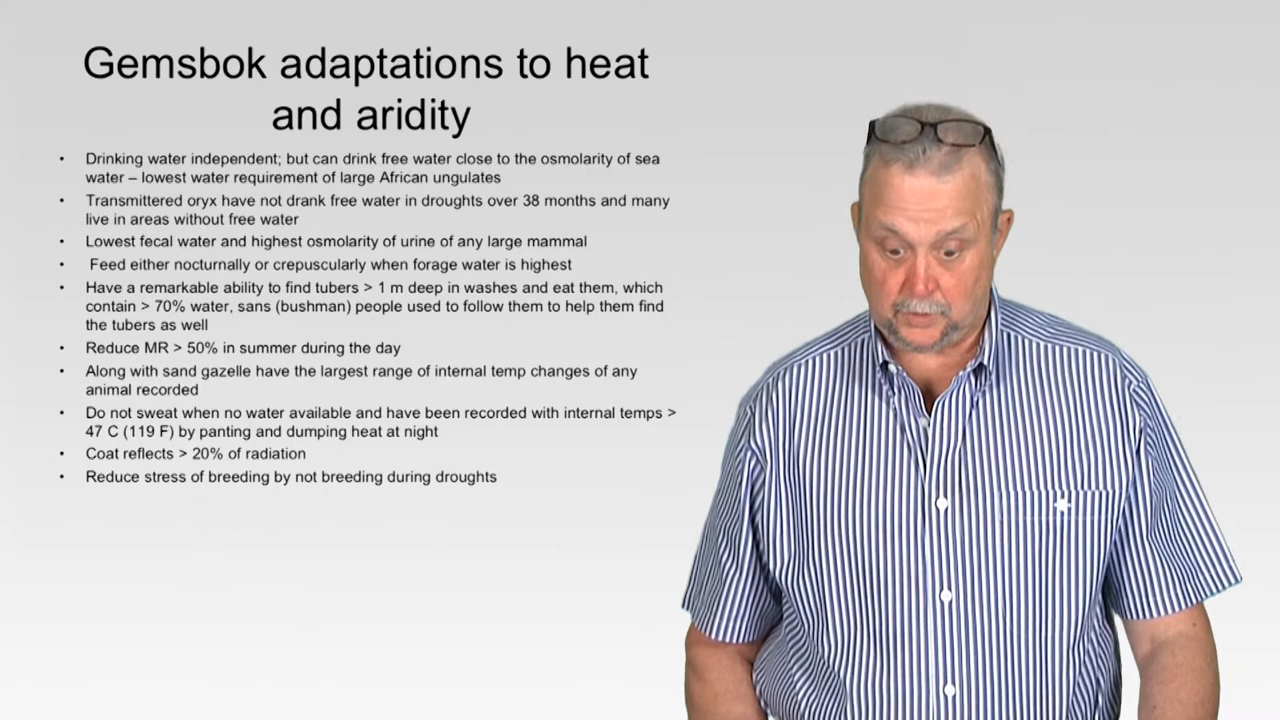 Gemsbok adaptations to heat
and aridity
• Drinking water independent; but can drink free water close to the osmolarity of sea
water – lowest water requirement of large African ungulates
• Transmittered oryx have not drank free water in droughts over 38 months and many
live in areas without free water
• Lowest fecal water and highest osmolarity of urine of any large mammal
• Feed either nocturnally or crepuscularly when forage water is highest
• Have a remarkable ability to find tubers > 1 m deep in washes and eat them, which
contain > 70% water, sans (bushman) people used to follow them to help them find
the tubers as well
• Reduce MR > 50% in summer during the day
• Along with sand gazelle have the largest range of internal temp changes of any
animal recorded
• Do not sweat when no water available and have been recorded with internal temps >
47 C (119 F) by panting and dumping heat at night
• Coat reflects > 20% of radiation
• Reduce stress of breeding by not breeding during droughts